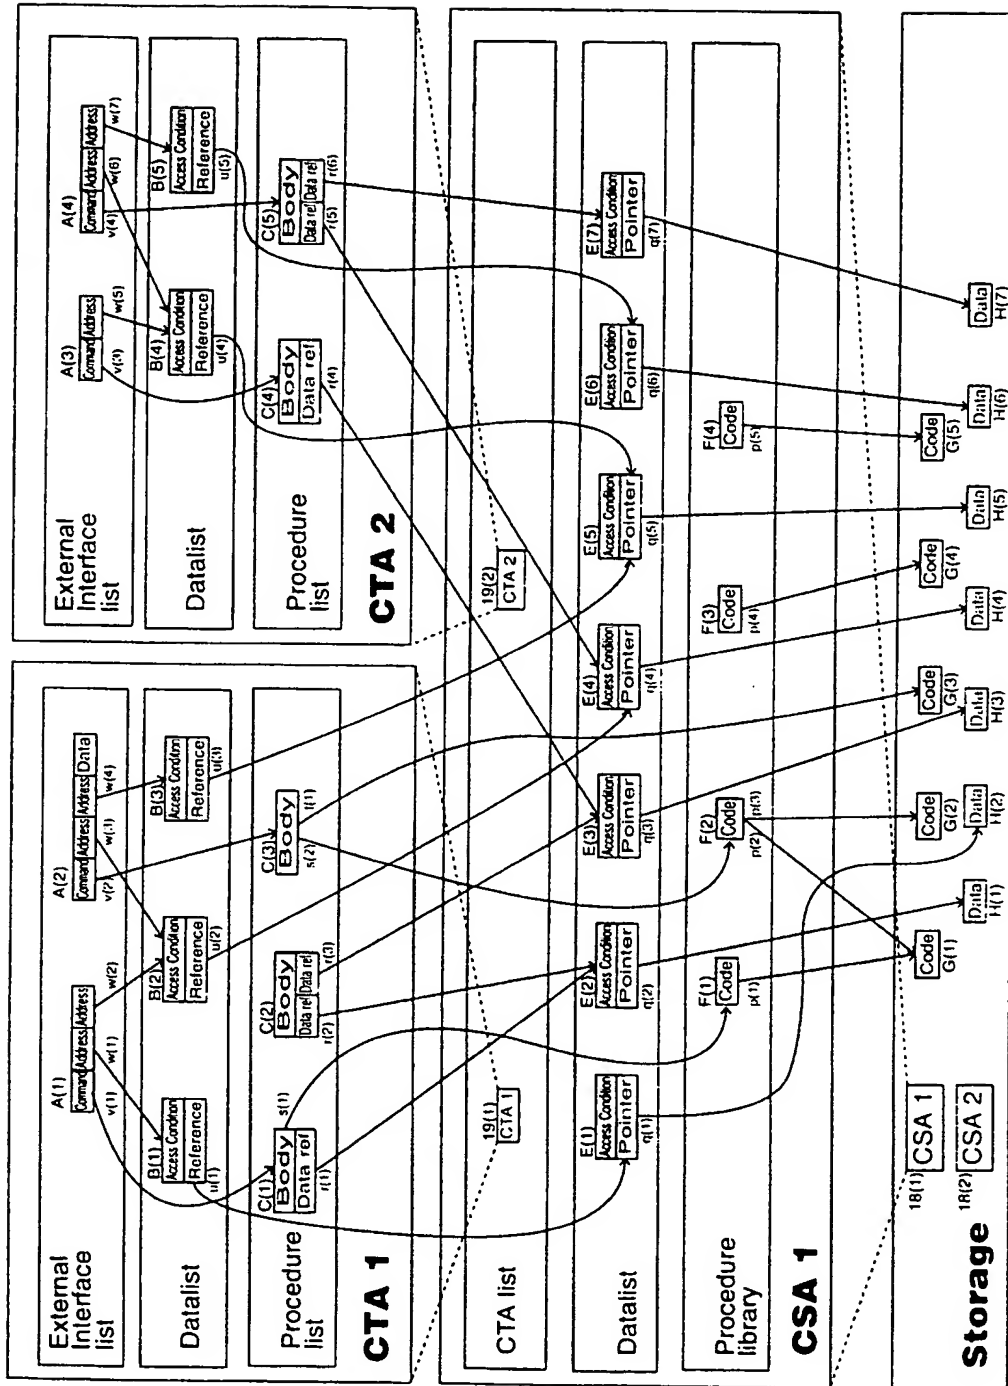 External
Interface
list
A(1)
Command Address Address
v(1)
w(1)
w(2)
A(2)
Command Address Address Data
v(2)
w(3)
w(4)
Datalist
B(1)
Access Condition
Reference
u(1)
B(2)
Access Condition
Reference
u(2)
B(3)
Access Condition
Reference
u(3)
Procedure
list
C(1)
Body
Data ref
r(1)
s(1)
C(2)
Body
Data ref Data ref
r(2)
r(3)
C(3)
Body
s(2)
t(1)
CTA 1
External
Interface
list
A(3)
Command Address
v(3)
w(5)
A(4)
Command Address Address
v(4)
w(6)
w(7)
Datalist
B(4)
Access Condition
Reference
u(4)
B(5)
Access Condition
Reference
u(5)
Procedure
list
C(4)
Body
Data ref
r(4)
C(5)
Body
Data ref Data ref
r(5)
r(6)
CTA 2
CTA list
19(1)
CTA 1
19(2)
CTA 2
Datalist
E(1)
Access Condition
Pointer
q(1)
E(2)
Access Condition
Pointer
q(2)
E(3)
Access Condition
Pointer
q(3)
E(4)
Access Condition
Pointer
q(4)
E(5)
Access Condition
Pointer
q(5)
E(6)
Access Condition
Pointer
q(6)
E(7)
Access Condition
Pointer
q(7)
Procedure
library
F(1)
Code
p(1)
F(2)
Code
p(2)
p(3)
F(3)
Code
p(4)
F(4)
Code
p(5)
CSA 1
18(1)
CSA 1
18(2)
CSA 2
Code
G(1)
Code
G(2)
Code
G(3)
Code
G(4)
Code
G(5)
Data
H(1)
Data
H(2)
Data
H(3)
Data
H(4)
Data
H(5)
Data
H(6)
Data
H(7)
Storage